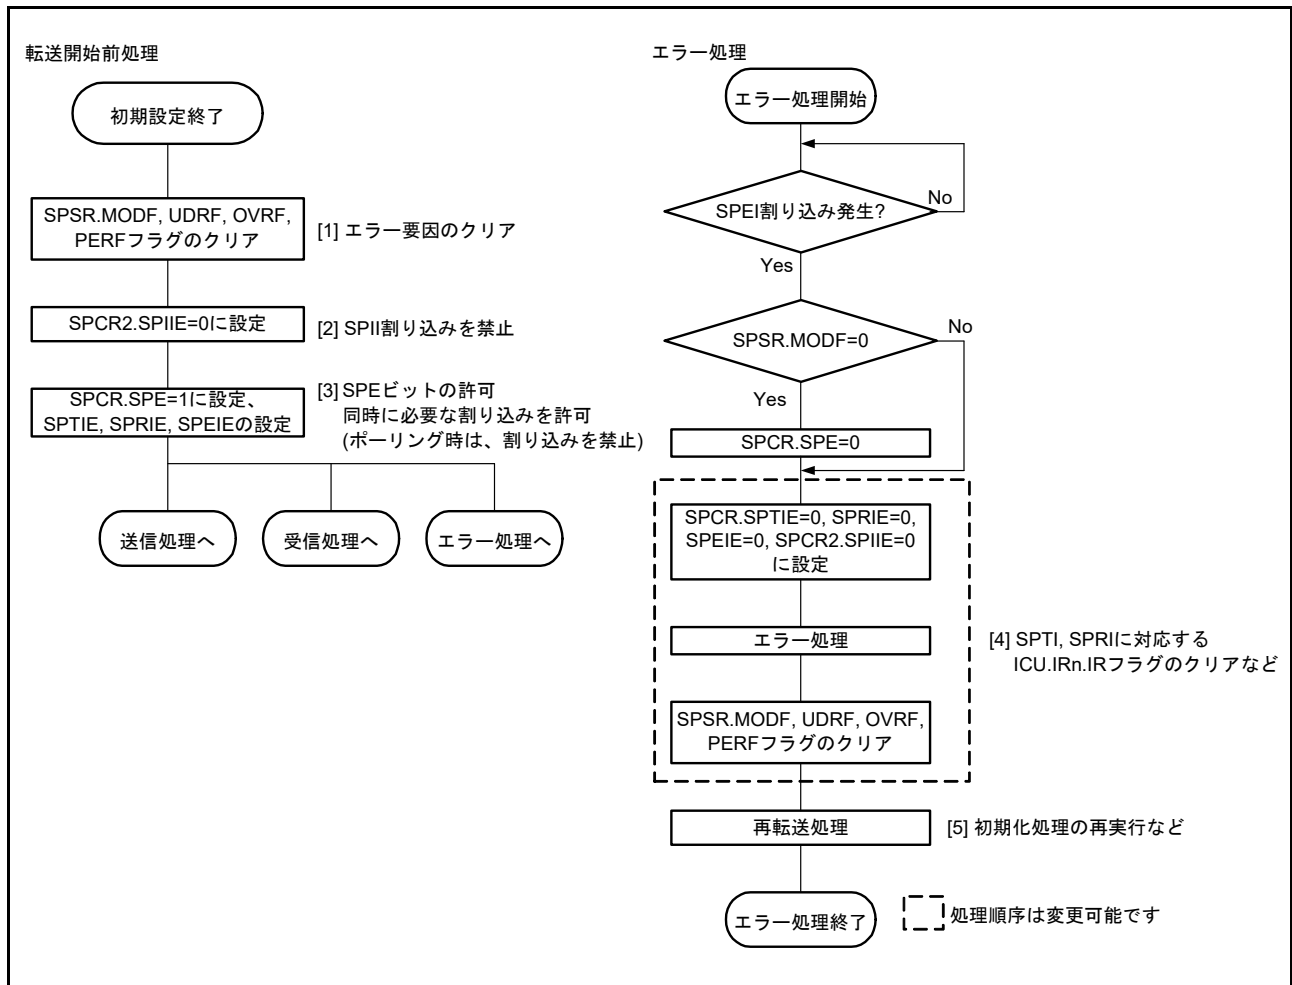 転送開始前処理
初期設定終了
SPSR.MODF, UDRF, OVRF,
PERFフラグのクリア
[1] エラー要因のクリア
SPCR2.SPIIE=0に設定
[2] SPII割り込みを禁止
SPCR.SPE=1に設定、
SPTIE, SPRIE, SPEIEの設定
[3] SPEビットの許可
同時に必要な割り込みを許可
(ポーリング時は、割り込みを禁止)
送信処理へ
受信処理へ
エラー処理へ
エラー処理
エラー処理開始
SPEI割り込み発生?
No
Yes
SPSR.MODF=0
No
Yes
SPCR.SPE=0
SPCR.SPTIE=0, SPRIE=0,
SPEIE=0, SPCR2.SPIIE=0
に設定
エラー処理
[4] SPTI, SPRIに対応する
ICU.IRn.IRフラグのクリアなど
SPSR.MODF, UDRF, OVRF,
PERFフラグのクリア
再転送処理
[5] 初期化処理の再実行など
エラー処理終了
処理順序は変更可能です